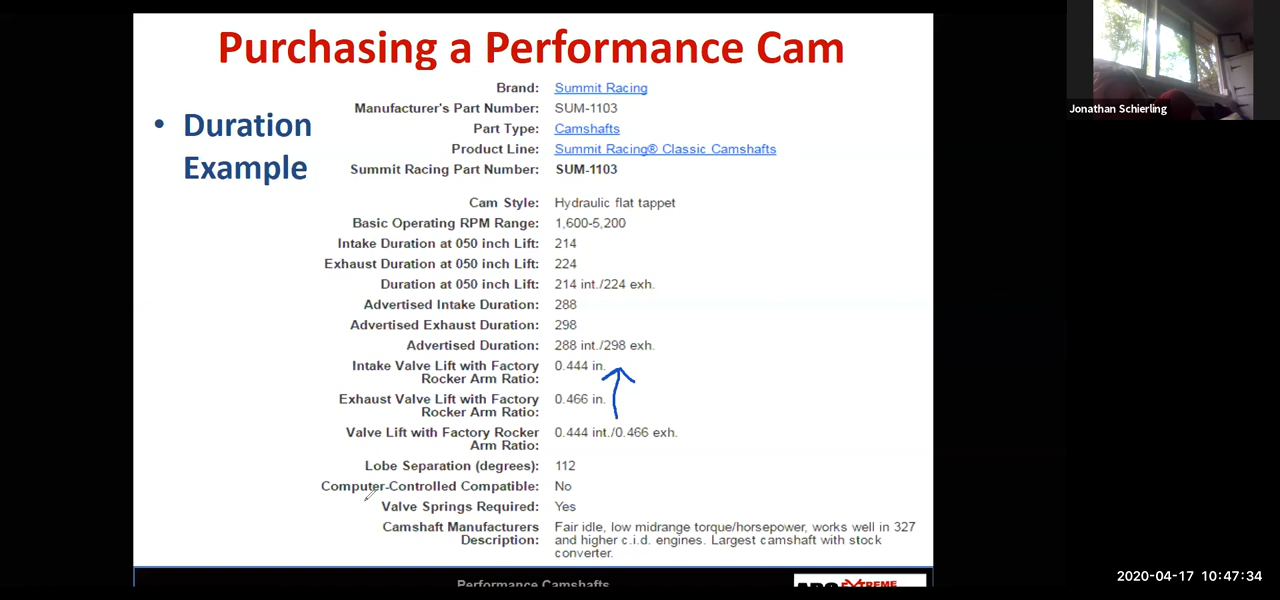 Purchasing a Performance Cam
• Duration
Example
Brand: Summit Racing
Manufacturer's Part Number: SUM-1103
Part Type: Camshafts
Product Line: Summit Racing® Classic Camshafts
Summit Racing Part Number: SUM-1103
Cam Style: Hydraulic flat tappet
Basic Operating RPM Range: 1,600-5,200
Intake Duration at 050 inch Lift: 214
Exhaust Duration at 050 inch Lift: 224
Duration at 050 inch Lift: 214 int./224 exh.
Advertised Intake Duration: 288
Advertised Exhaust Duration: 298
Advertised Duration: 288 int./298 exh.
Intake Valve Lift with Factory 0.444 in.
Rocker Arm Ratio:
Exhaust Valve Lift with Factory 0.466 in.
Rocker Arm Ratio:
Valve Lift with Factory Rocker 0.444 int./0.466 exh.
Arm Ratio:
Lobe Separation (degrees): 112
Computer-Controlled Compatible: No
Valve Springs Required: Yes
Camshaft Manufacturers Fair idle, low midrange torque/horsepower, works well in 327
Description: and higher c.i.d. engines. Largest camshaft with stock
converter.
Performance Camshafts
EXTREME
Jonathan Schierling
2020-04-17 10:47:34